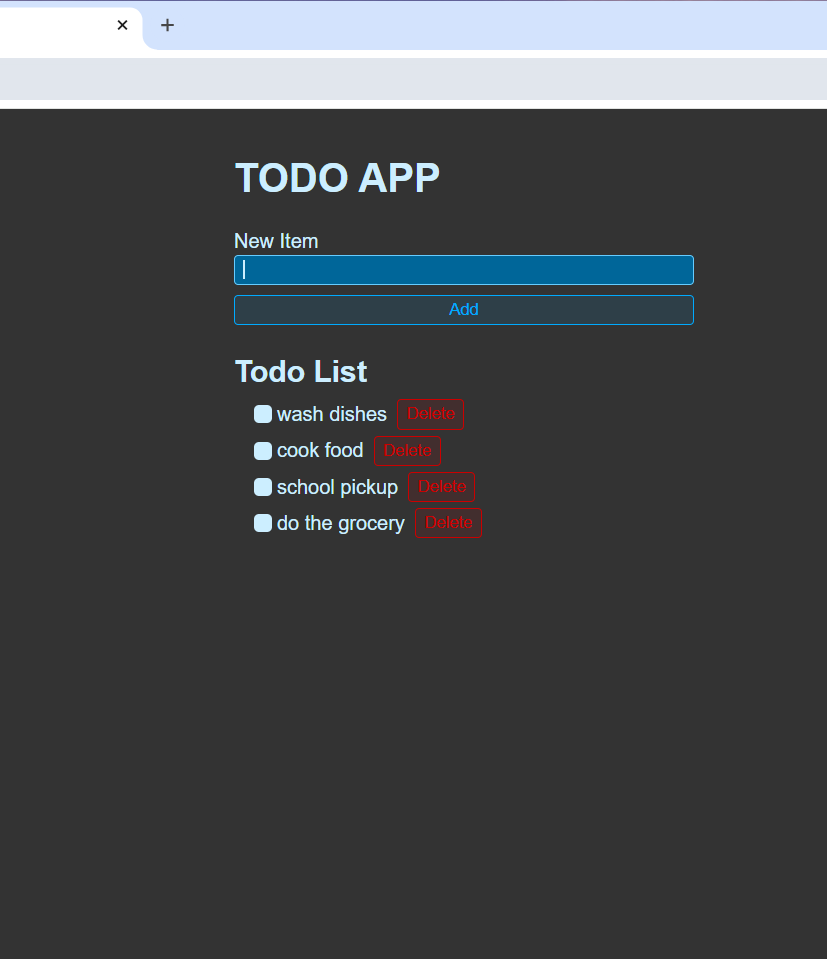 TODO APP
New Item
Add
Todo List
wash dishes Delete
cook food Delete
school pickup Delete
do the grocery Delete